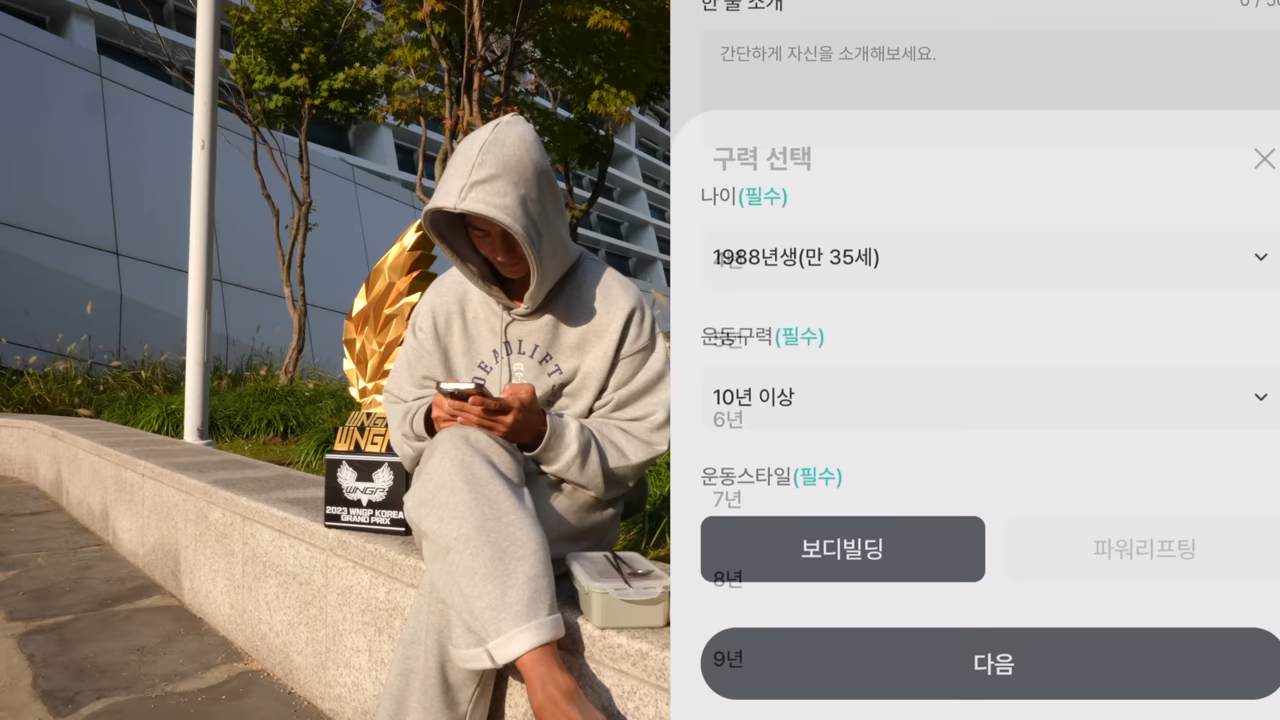 DEADLIFTS
WNGP
WNGP
WNGP
2023 WNGP KOREA
GRAND PRIX
한 줄 소개
간단하게 자신을 소개해보세요.
구력 선택
나이(필수)
1988년생(만 35세)
운동구력(필수)
10년 이상
6년
운동스타일(필수)
7년
보디빌딩
파워리프팅
8년
9년
다음